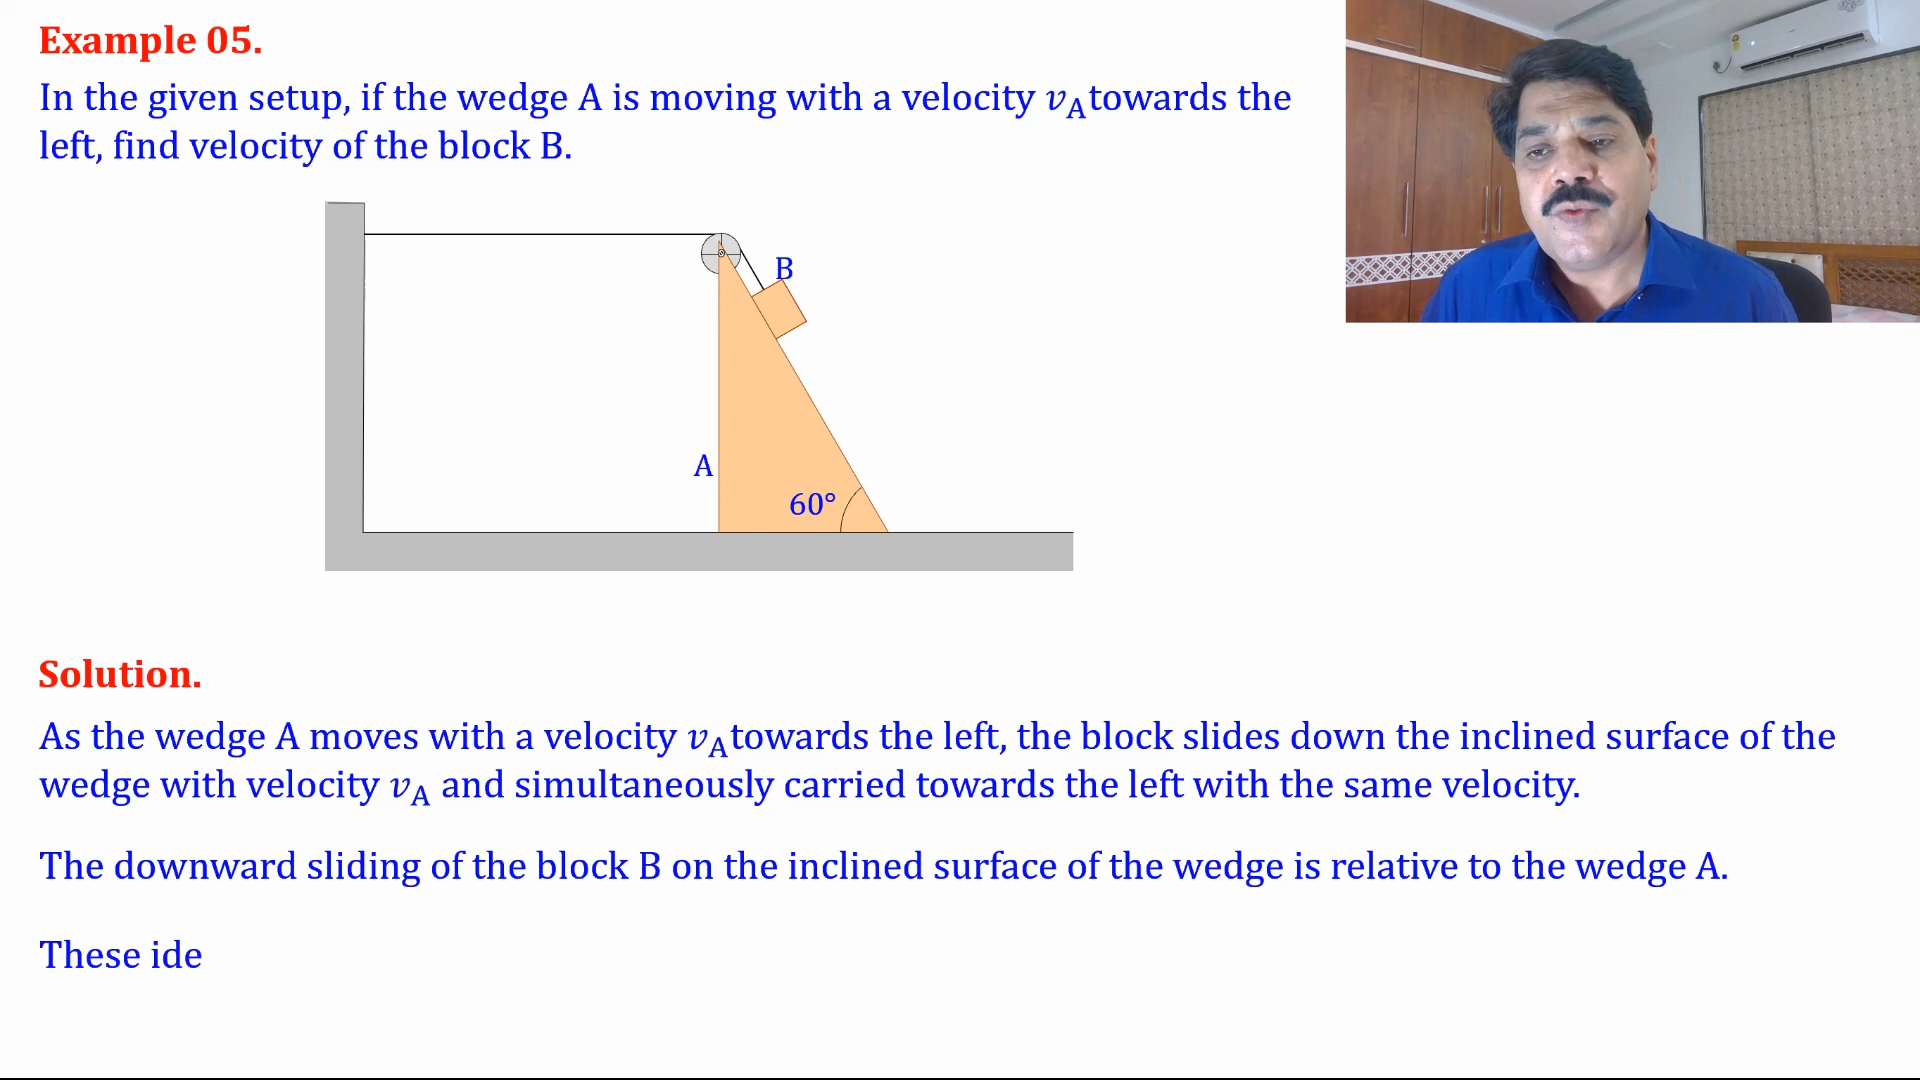 Example 05.
In the given setup, if the wedge A is moving with a velocity v_A towards the
left, find velocity of the block B.
B
A
60°
Solution.
As the wedge A moves with a velocity v_A towards the left, the block slides down the inclined surface of the
wedge with velocity v_A and simultaneously carried towards the left with the same velocity.
The downward sliding of the block B on the inclined surface of the wedge is relative to the wedge A.
These ide